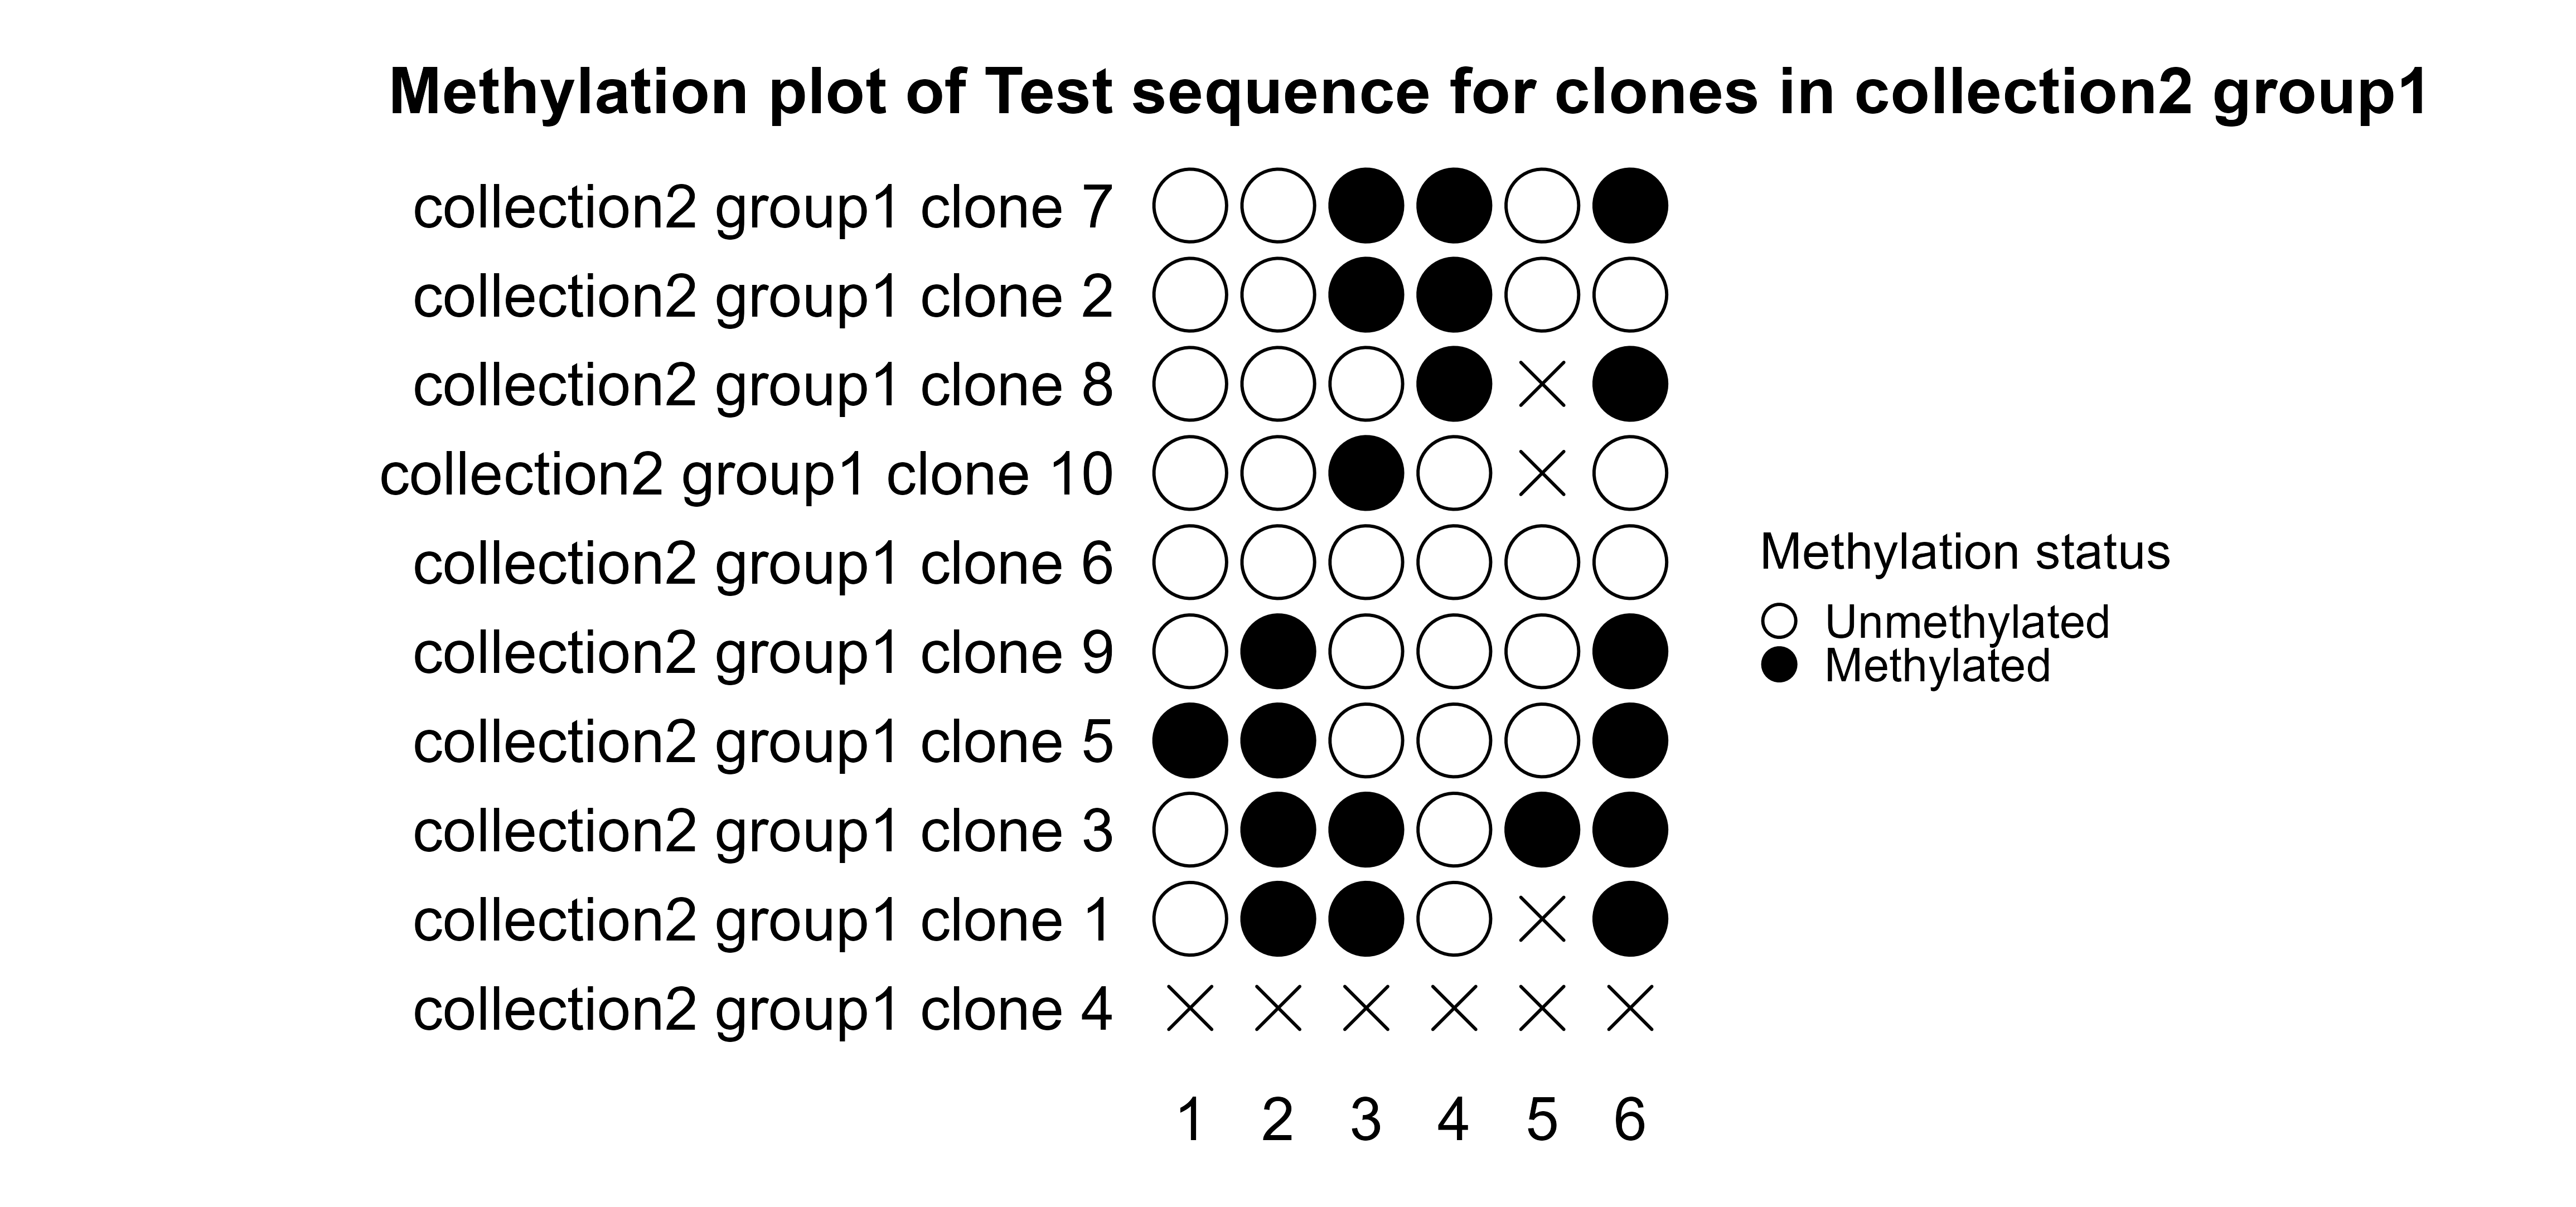 Methylation plot of Test sequence for clones in collection2 group1
collection2 group1 clone 7
collection2 group1 clone 2
collection2 group1 clone 8
collection2 group1 clone 10
collection2 group1 clone 6
collection2 group1 clone 9
collection2 group1 clone 5
collection2 group1 clone 3
collection2 group1 clone 1
collection2 group1 clone 4
1 2 3 4 5 6
Methylation status
Unmethylated
Methylated